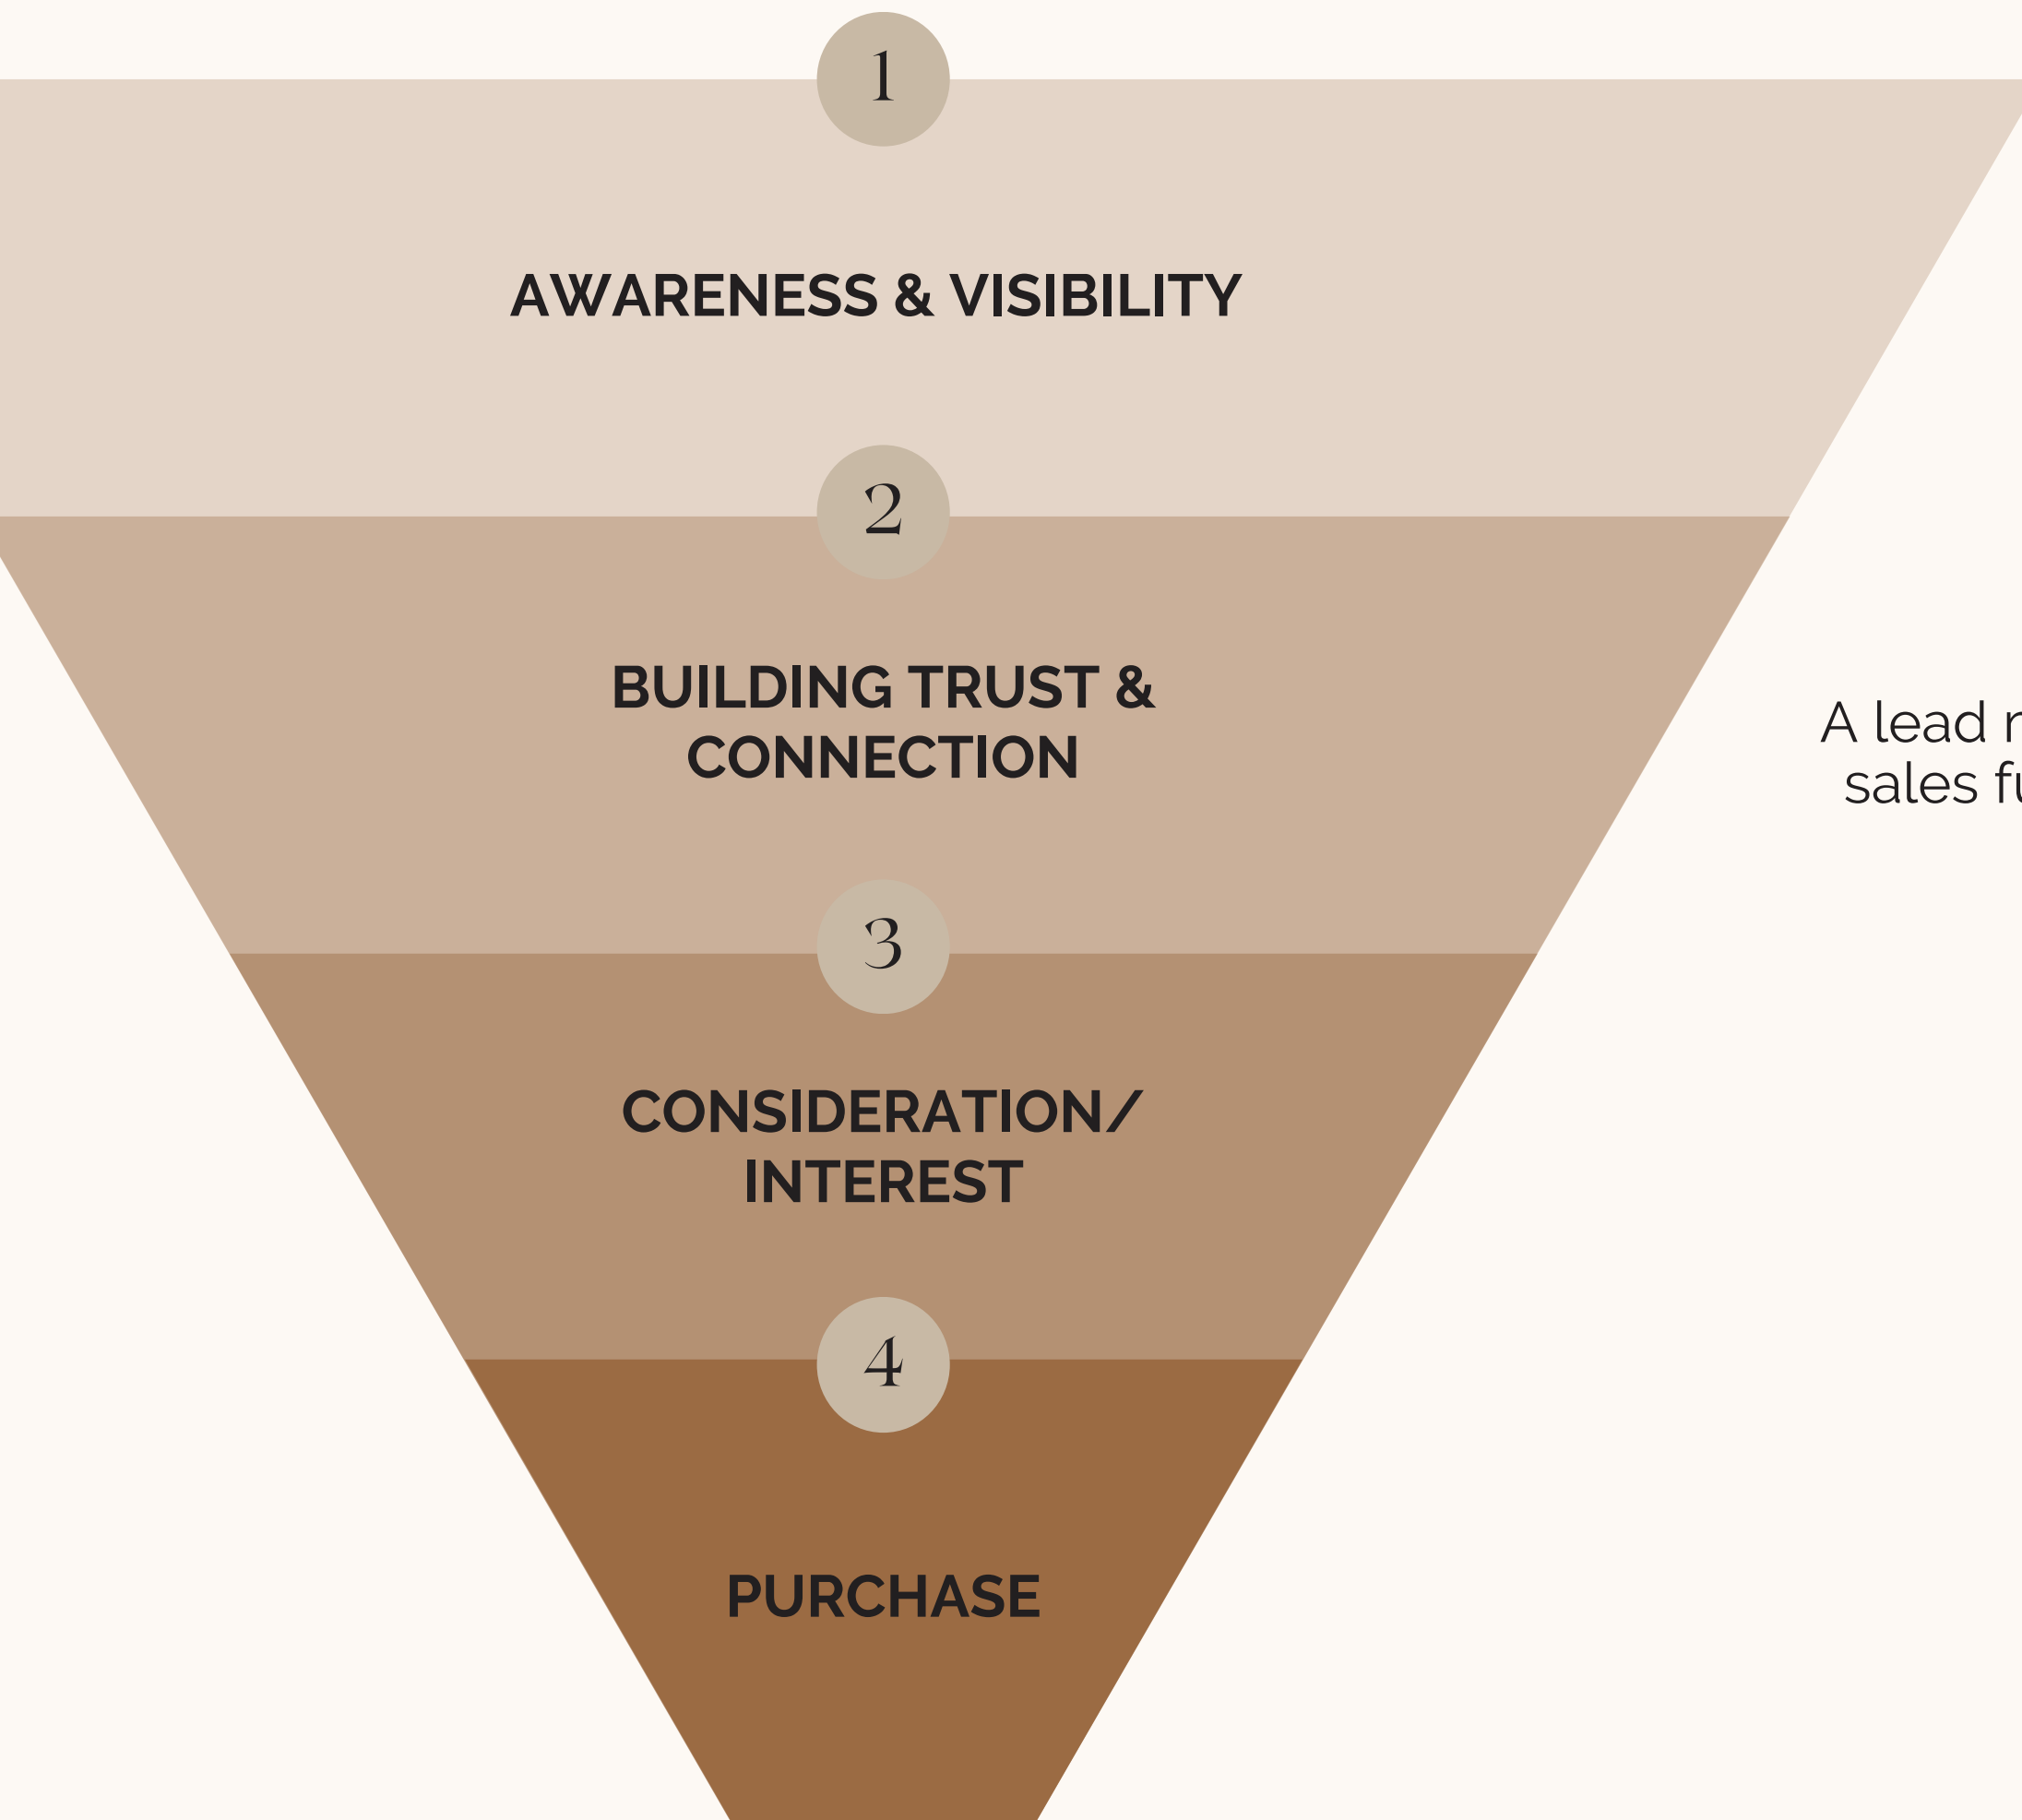 1
AWARENESS & VISIBILITY
2
BUILDING TRUST &
CONNECTION
A lead
sales
3
CONSIDERATION/
INTEREST
4
PURCHASE